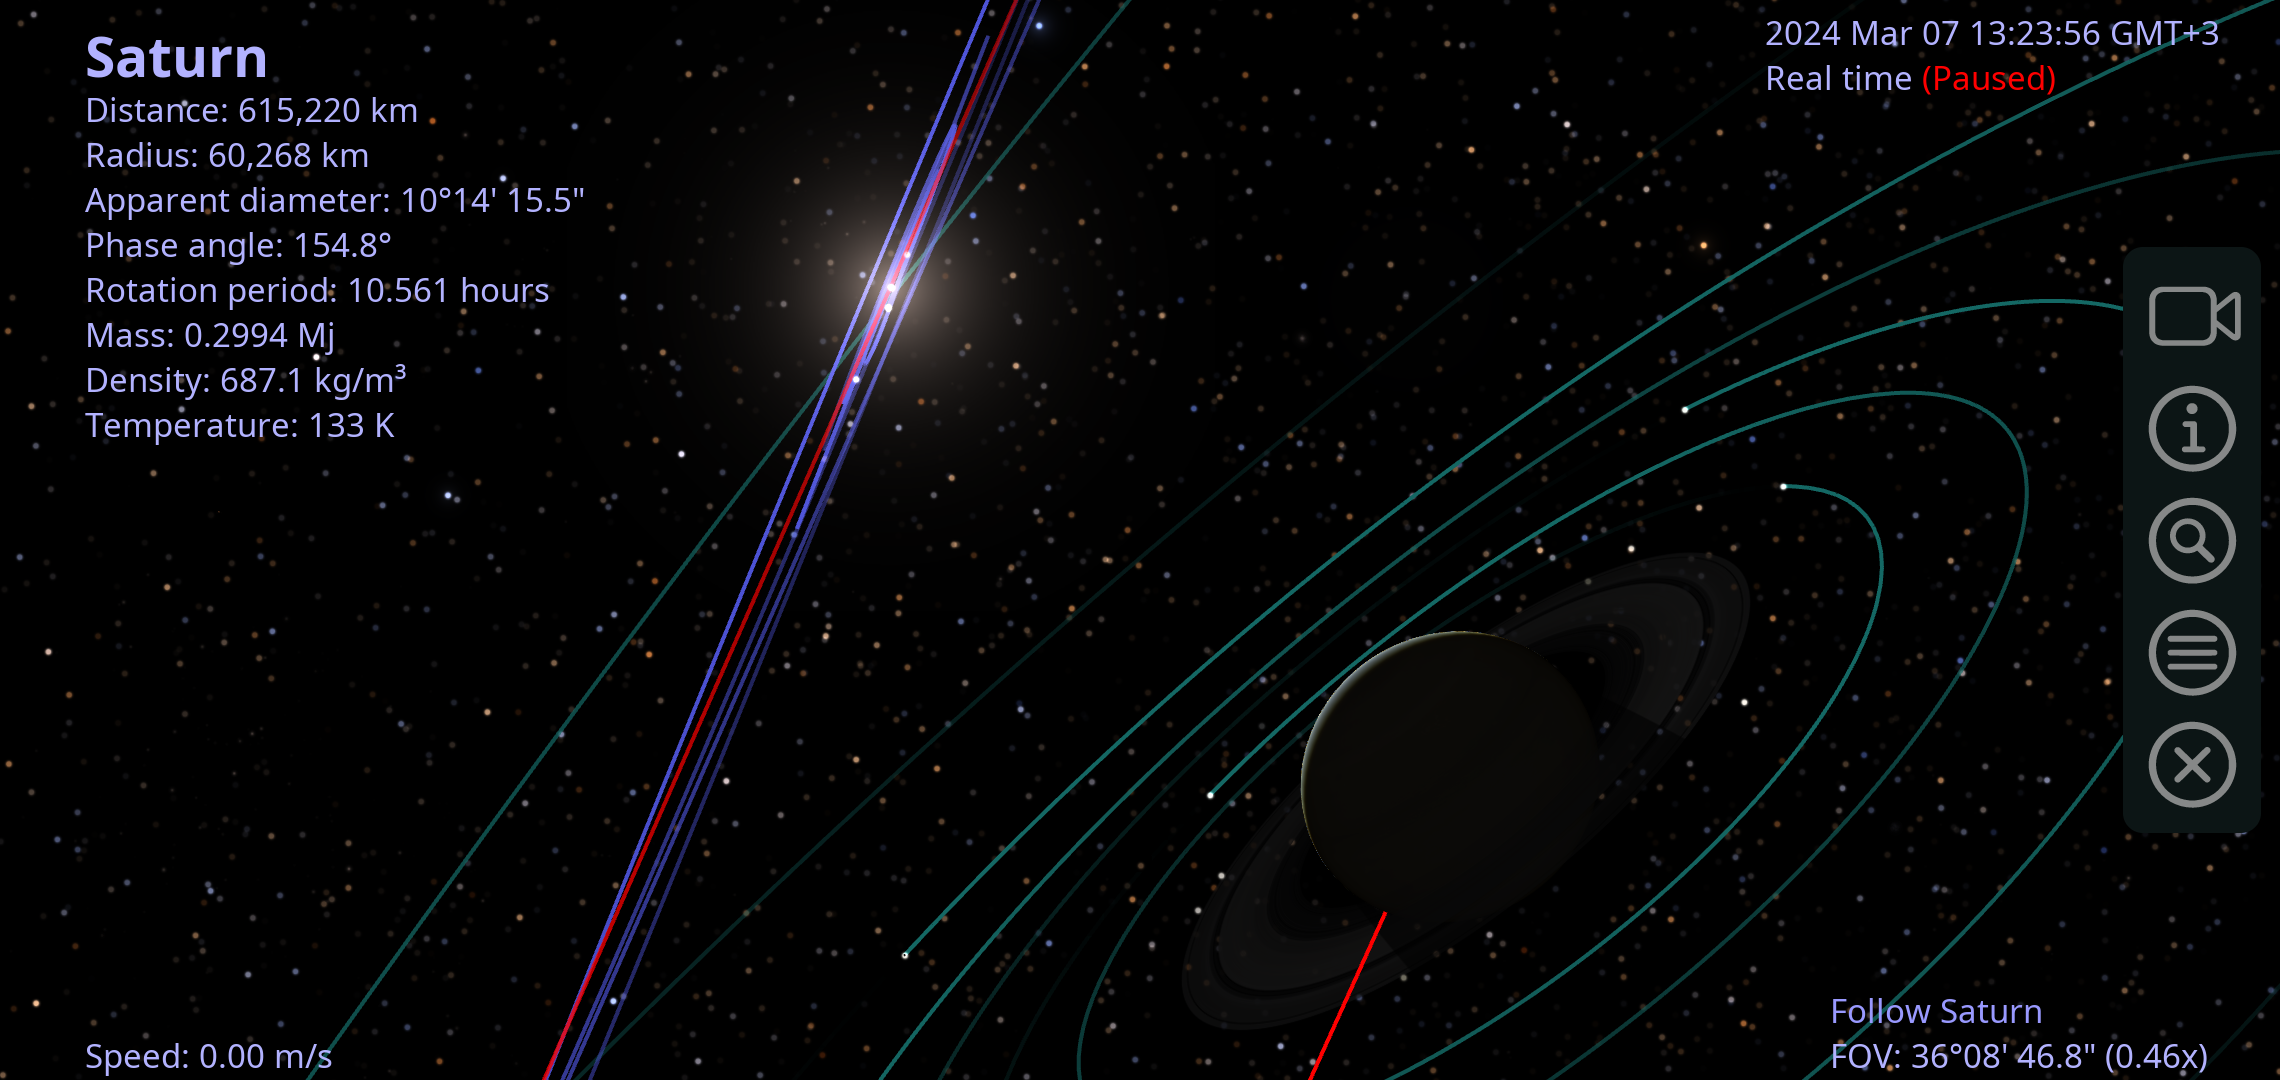 Saturn
Distance: 615,220 km
Radius: 60,268 km
Apparent diameter: 10°14' 15.5"
Phase angle: 154.8°
Rotation period: 10.561 hours
Mass: 0.2994 Mj
Density: 687.1 kg/m³
Temperature: 133 K
2024 Mar 07 13:23:56 GMT+3
Real time (Paused)
Speed: 0.00 m/s
Follow Saturn
FOV: 36°08' 46.8" (0.46x)